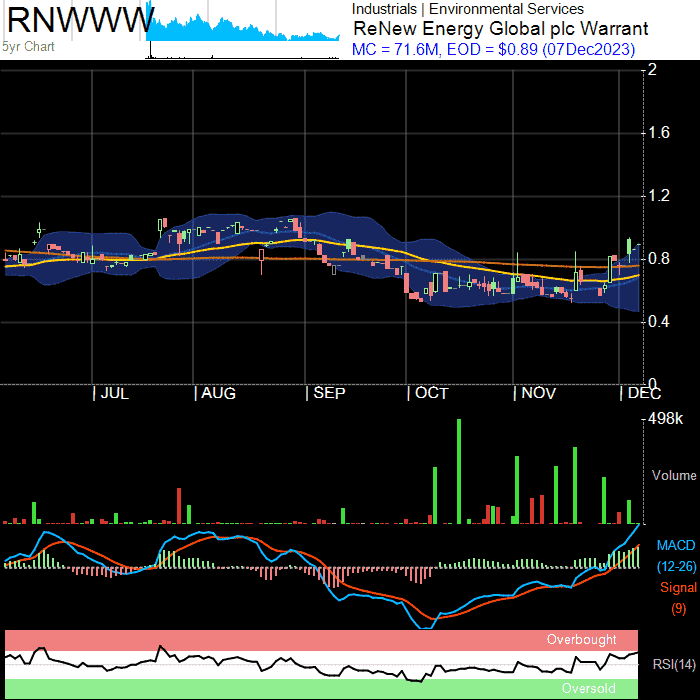 RNWWW
5yr Chart
Industrials | Environmental Services
ReNew Energy Global plc Warrant
MC = 71.6M, EOD = $0.89 (07Dec2023)
2
1.6
1.2
0.8
0.4
0
JUL
AUG
SEP
OCT
NOV
DEC
498k
Volume
MACD
(12-26)
Signal
(9)
Overbought
RSI(14)
Oversold